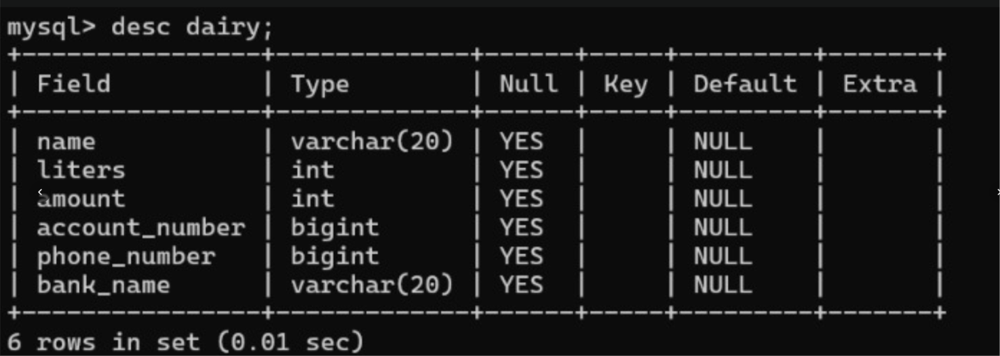 mysql> desc dairy;
+----------------+-------------+------+-----+---------+-------+
| Field          | Type        | Null | Key | Default | Extra |
+----------------+-------------+------+-----+---------+-------+
| name           | varchar(20) | YES  |     | NULL    |       |
| liters         | int         | YES  |     | NULL    |       |
| amount         | int         | YES  |     | NULL    |       |
| account_number | bigint      | YES  |     | NULL    |       |
| phone_number   | bigint      | YES  |     | NULL    |       |
| bank_name      | varchar(20) | YES  |     | NULL    |       |
+----------------+-------------+------+-----+---------+-------+
6 rows in set (0.01 sec)